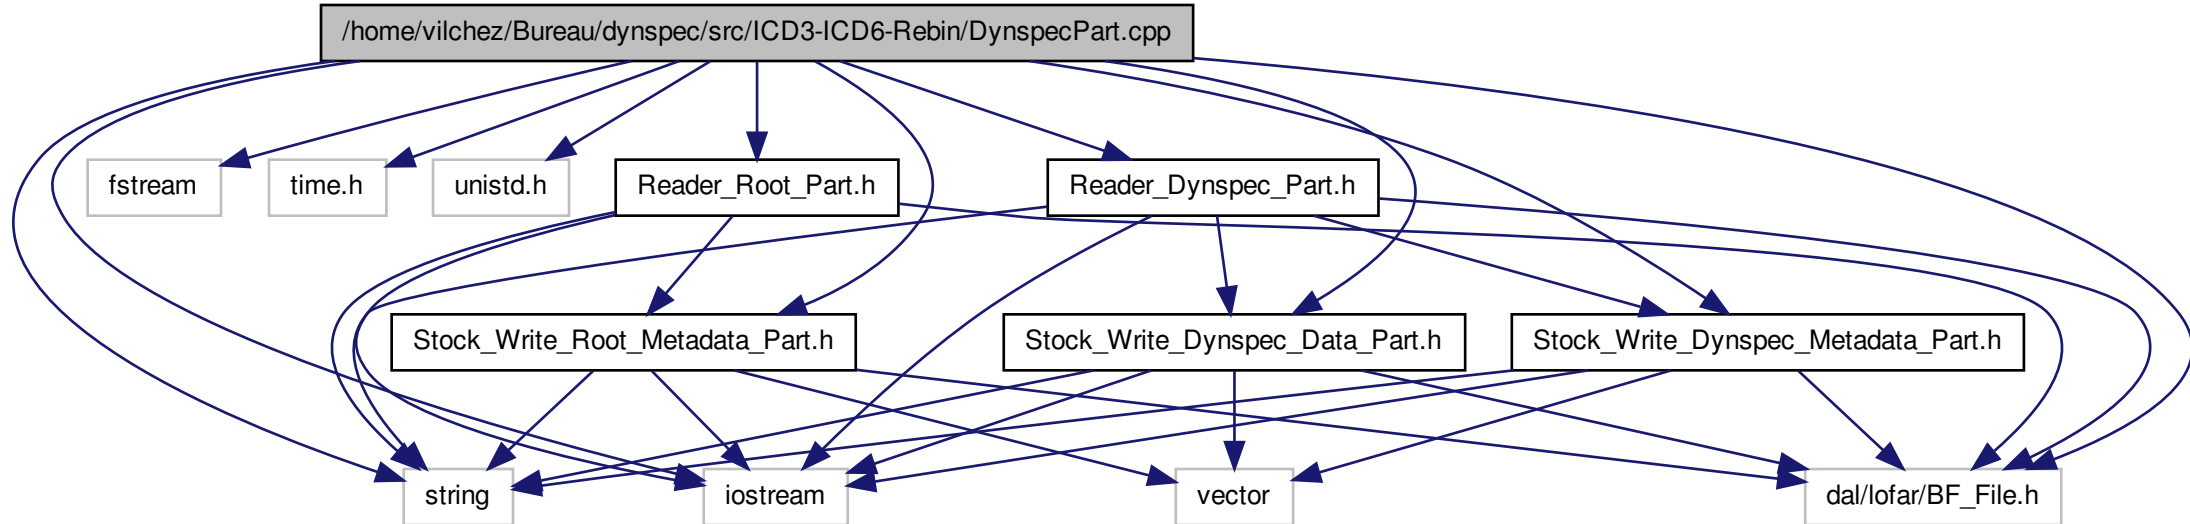 /home/vilchez/Bureau/dynspec/src/ICD3-ICD6-Rebin/DynspecPart.cpp
fstream
time.h
unistd.h
Reader_Root_Part.h
Reader_Dynspec_Part.h
Stock_Write_Root_Metadata_Part.h
Stock_Write_Dynspec_Data_Part.h
Stock_Write_Dynspec_Metadata_Part.h
string
iostream
vector
dal/lofar/BF_File.h